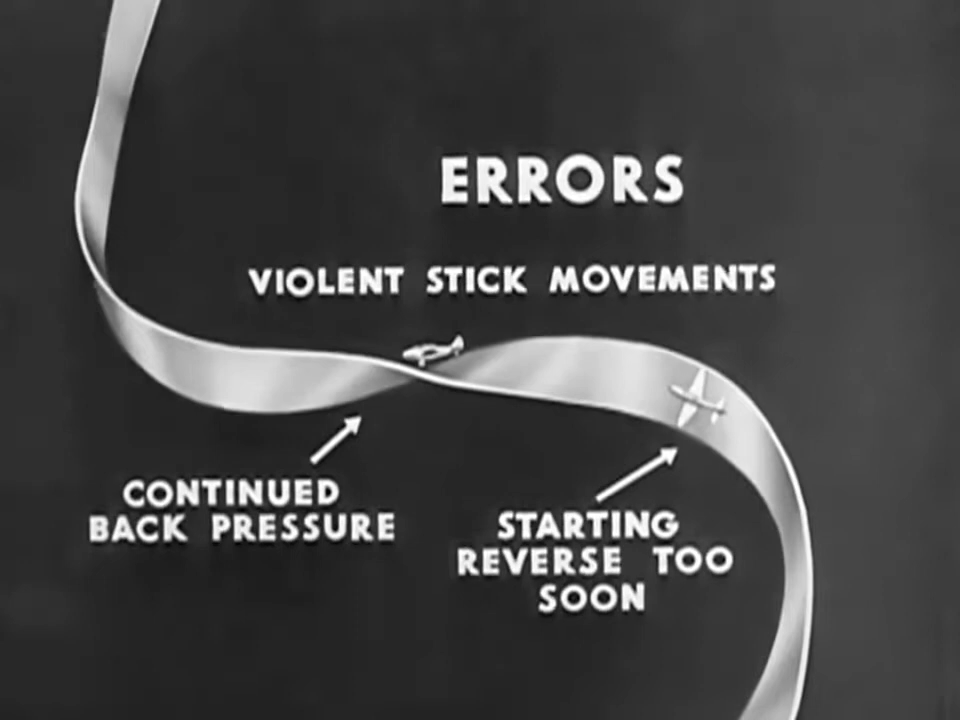 ERRORS
VIOLENT STICK MOVEMENTS
CONTINUED
BACK PRESSURE
STARTING
REVERSE TOO
SOON